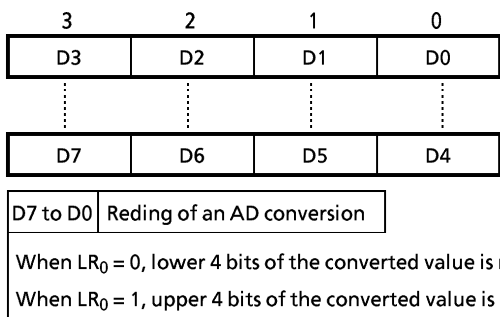 3 2 1 0
D3 D2 D1 D0
D7 D6 D5 D4
D7 to D0 Reding of an AD conversion
When LR0 = 0, lower 4 bits of the converted value is
When LR0 = 1, upper 4 bits of the converted value is